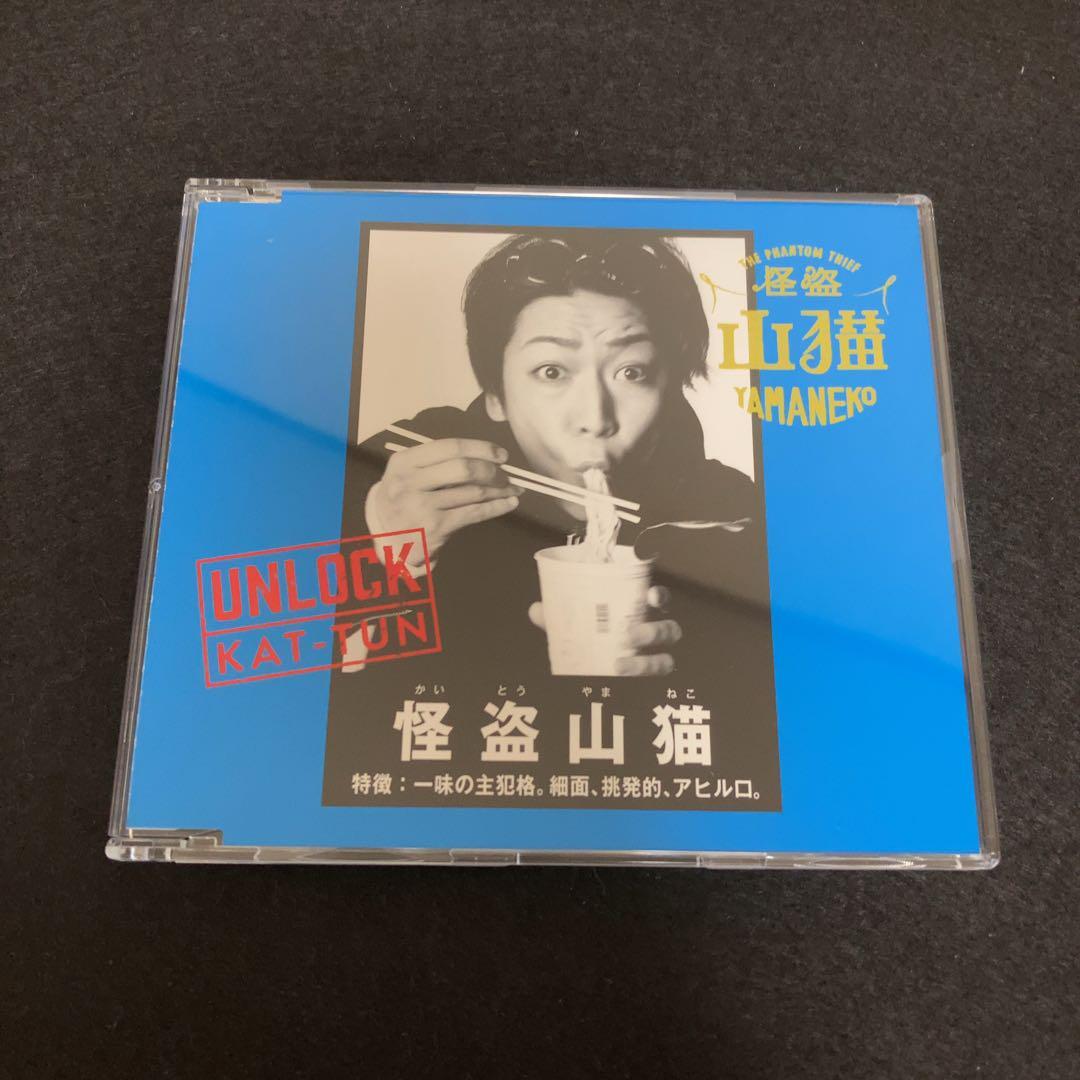 THE PHANTOM THIEF
怪盗
山猫
YAMANEKO
UNLOCK
KAT-TUN
かいとうやまねこ
怪盗山猫
特徴：一味の主犯格。細面、挑発的、アヒル口。